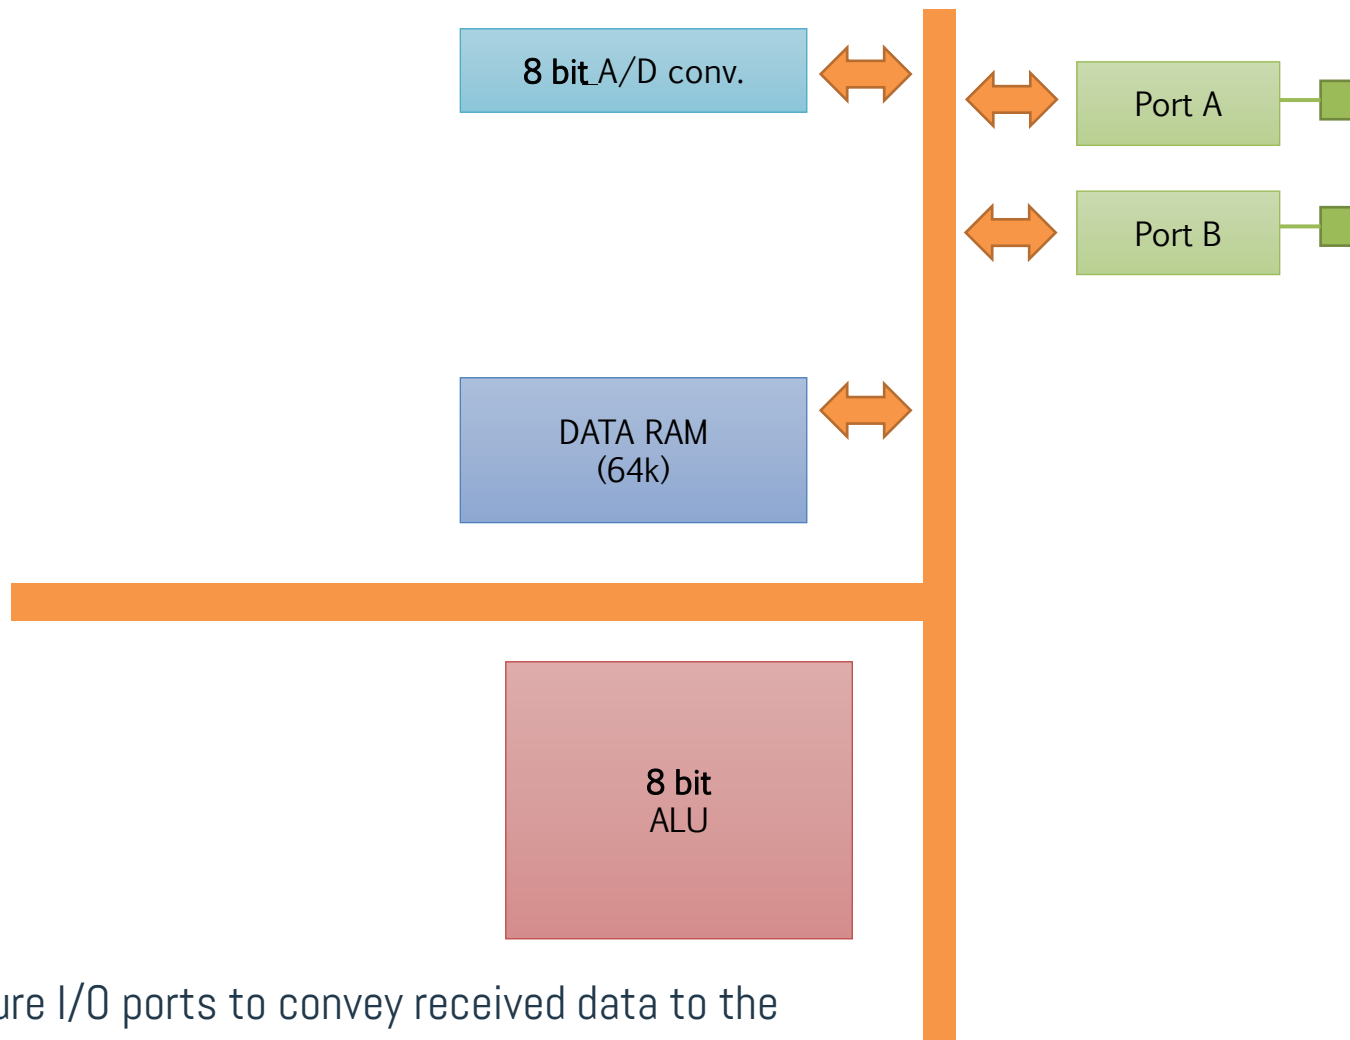 8 bit A/D conv.
Port A
Port B
DATA RAM
(64k)
8 bit
ALU
ure I/O ports to convey received data to the